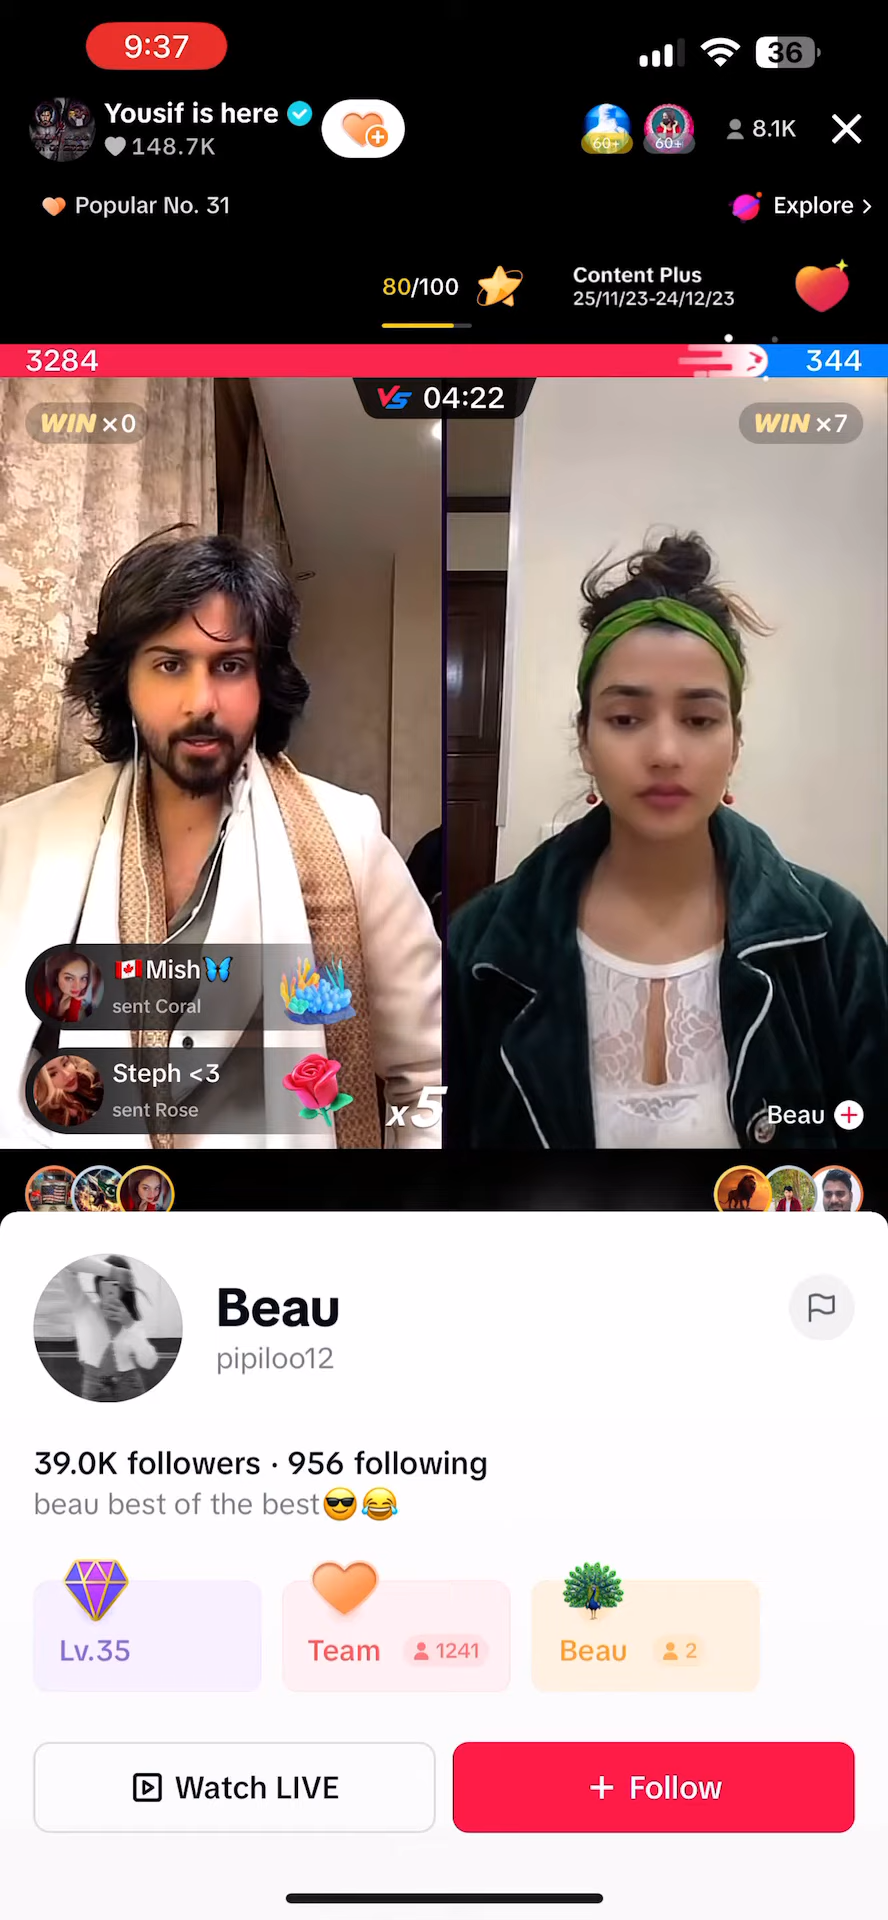 9:37
36
Yousif is here
148.7K
60+
60+
8.1K
Popular No. 31
Explore >
80/100
Content Plus
25/11/23-24/12/23
3284
344
VS 04:22
WIN x0
WIN x7
Mish
sent Coral
Steph <3
sent Rose
x5
Beau
Beau
pipiloo12
39.0K followers · 956 following
beau best of the best😎😂
Lv.35
Team 1241
Beau 2
Watch LIVE
+ Follow